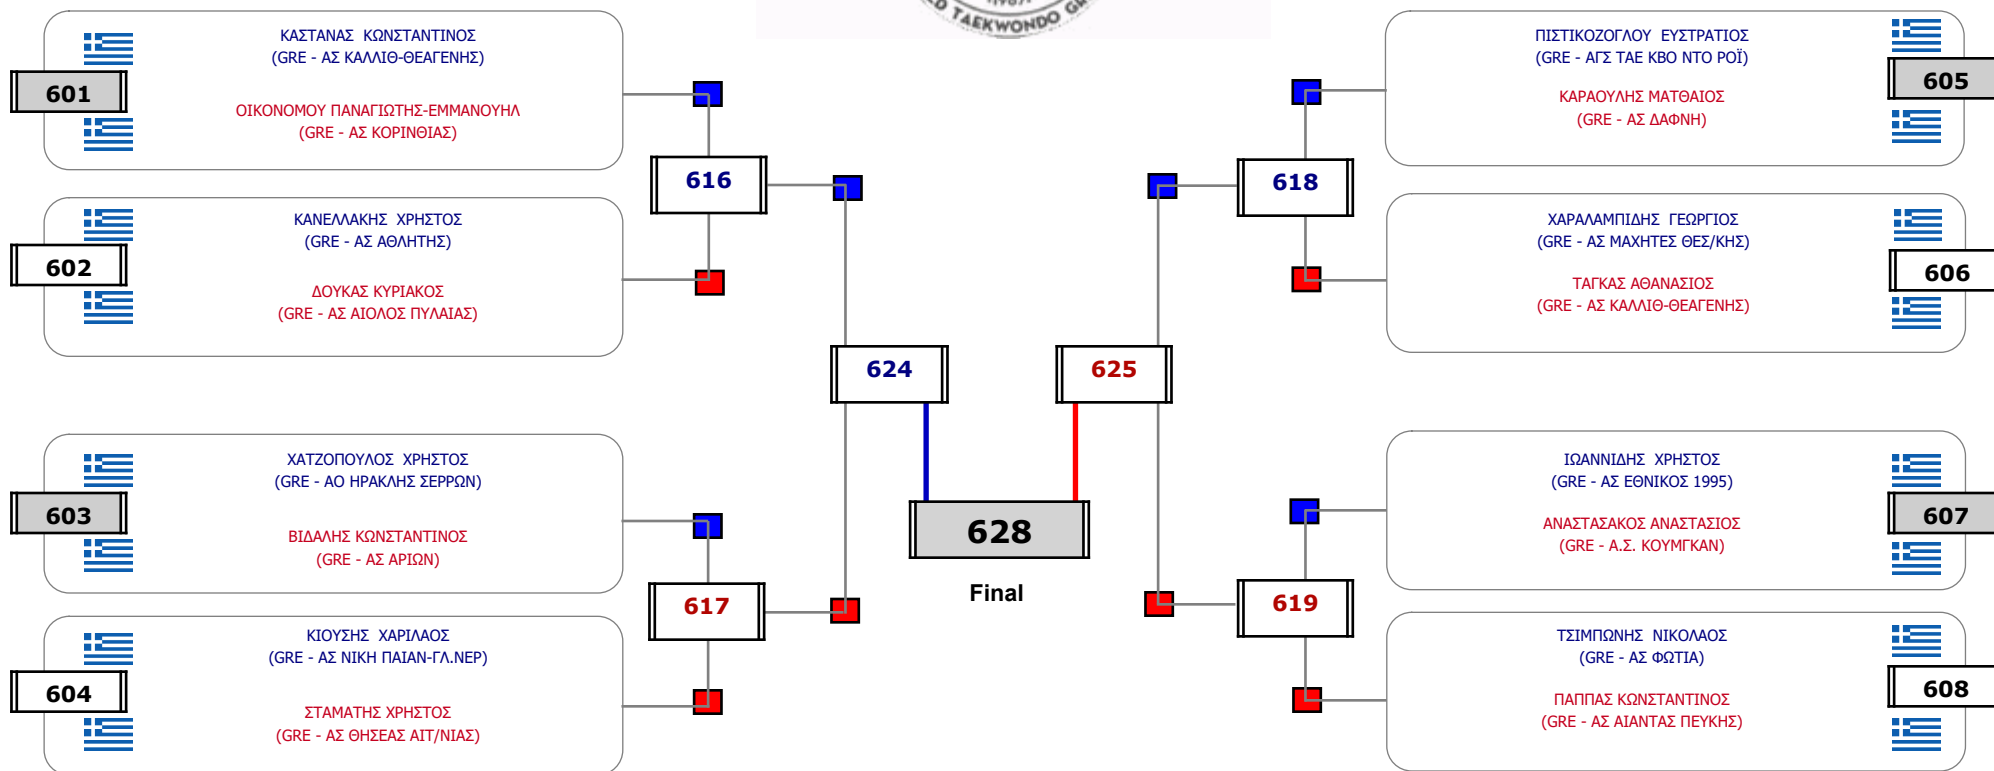 TAEKWONDO
ΚΑΣΤΑΝΑΣ ΚΩΝΣΤΑΝΤΙΝΟΣ
(GRE - ΑΣ ΚΑΛΛΙΘ-ΘΕΑΓΕΝΗΣ)
601
ΟΙΚΟΝΟΜΟΥ ΠΑΝΑΓΙΩΤΗΣ-ΕΜΜΑΝΟΥΗΛ
(GRE - ΑΣ ΚΟΡΙΝΘΙΑΣ)
616
ΚΑΝΕΛΛΑΚΗΣ ΧΡΗΣΤΟΣ
(GRE - ΑΣ ΑΘΛΗΤΗΣ)
602
ΔΟΥΚΑΣ ΚΥΡΙΑΚΟΣ
(GRE - ΑΣ ΑΙΟΛΟΣ ΠΥΛΑΙΑΣ)
624
ΧΑΤΖΟΠΟΥΛΟΣ ΧΡΗΣΤΟΣ
(GRE - ΑΟ ΗΡΑΚΛΗΣ ΣΕΡΡΩΝ)
603
ΒΙΔΑΛΗΣ ΚΩΝΣΤΑΝΤΙΝΟΣ
(GRE - ΑΣ ΑΡΙΩΝ)
617
ΚΙΟΥΣΗΣ ΧΑΡΙΛΑΟΣ
(GRE - ΑΣ ΝΙΚΗ ΠΑΙΑΝ-ΓΛ.ΝΕΡ)
604
ΣΤΑΜΑΤΗΣ ΧΡΗΣΤΟΣ
(GRE - ΑΣ ΘΗΣΕΑΣ ΑΙΤ/ΝΙΑΣ)
628
Final
ΠΙΣΤΙΚΟΖΟΓΛΟΥ ΕΥΣΤΡΑΤΙΟΣ
(GRE - ΑΓΣ ΤΑΕ ΚΒΟ ΝΤΟ ΡΟΪ)
605
ΚΑΡΑΟΥΛΗΣ ΜΑΤΘΑΙΟΣ
(GRE - ΑΣ ΔΑΦΝΗ)
618
ΧΑΡΑΛΑΜΠΙΔΗΣ ΓΕΩΡΓΙΟΣ
(GRE - ΑΣ ΜΑΧΗΤΕΣ ΘΕΣ/ΚΗΣ)
606
ΤΑΓΚΑΣ ΑΘΑΝΑΣΙΟΣ
(GRE - ΑΣ ΚΑΛΛΙΘ-ΘΕΑΓΕΝΗΣ)
625
ΙΩΑΝΝΙΔΗΣ ΧΡΗΣΤΟΣ
(GRE - ΑΣ ΕΘΝΙΚΟΣ 1995)
607
ΑΝΑΣΤΑΣΑΚΟΣ ΑΝΑΣΤΑΣΙΟΣ
(GRE - Α.Σ. ΚΟΥΜΓΚΑΝ)
619
ΤΣΙΜΠΩΝΗΣ ΝΙΚΟΛΑΟΣ
(GRE - ΑΣ ΦΩΤΙΑ)
608
ΠΑΠΠΑΣ ΚΩΝΣΤΑΝΤΙΝΟΣ
(GRE - ΑΣ ΑΙΑΝΤΑΣ ΠΕΥΚΗΣ)